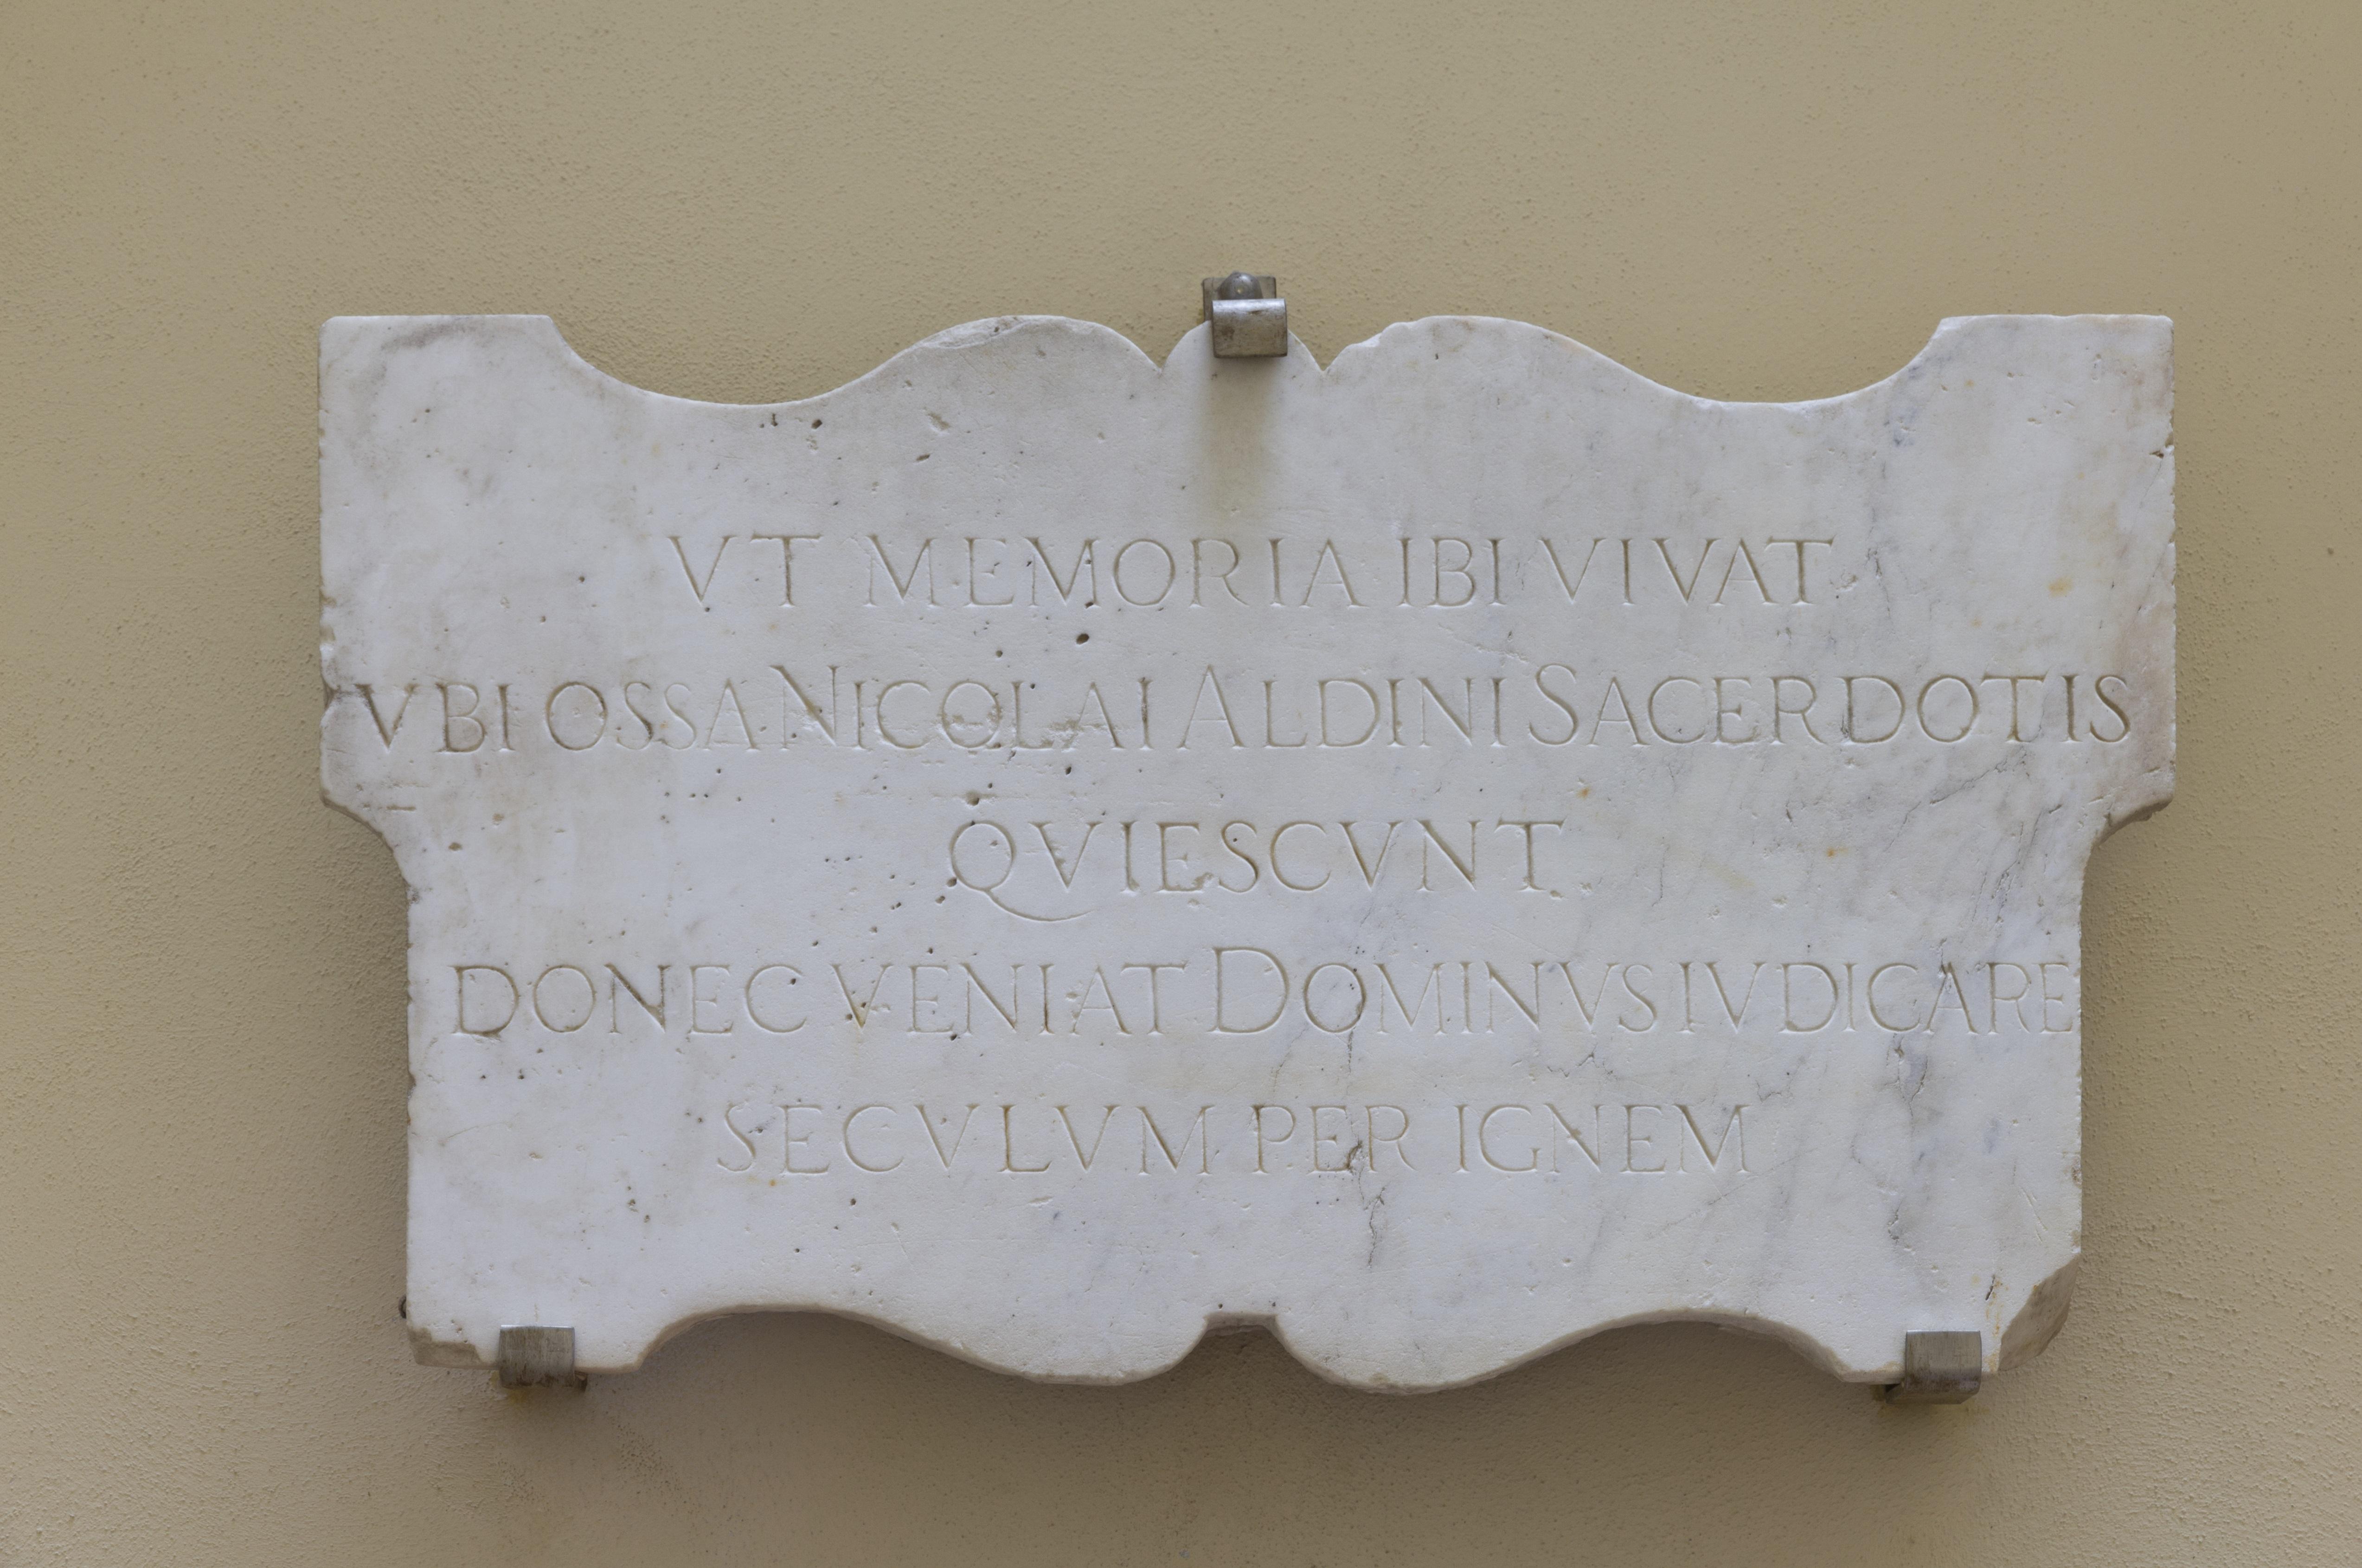 VT MEMORIA IBI VIVAT
VBI OSSA NICOLAI ALDINI SACERDOTIS
QVIESCVNT
DONEC VENIAT DOMINVS IVDICARE
SECVLVM PER IGNEM